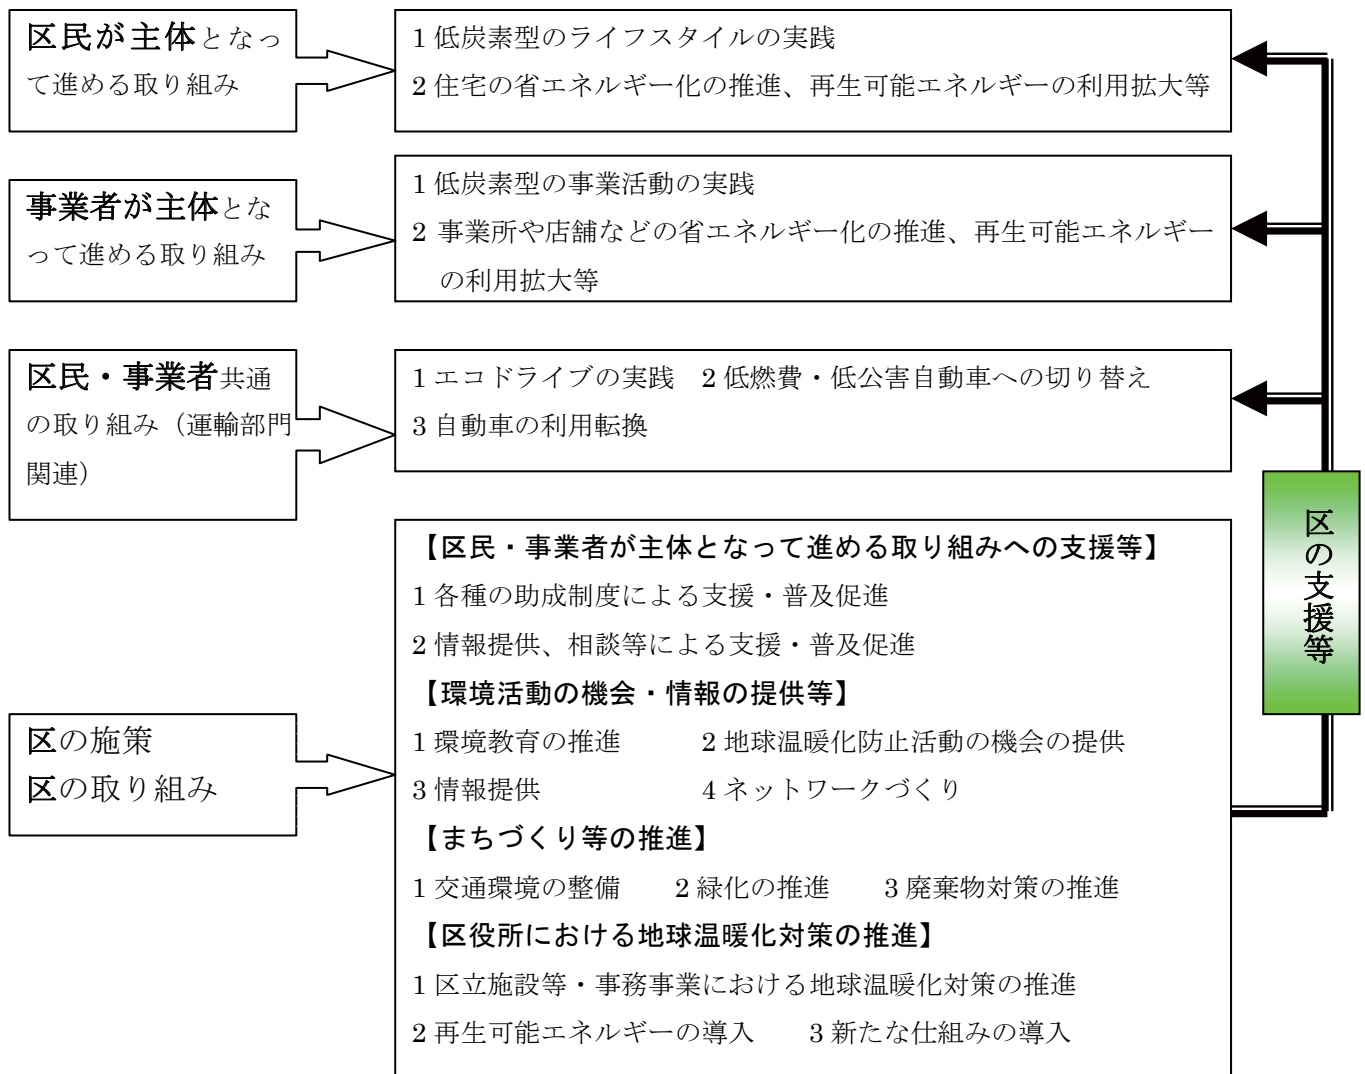 区民が主体となっ
て進める取り組み
1 低炭素型のライフスタイルの実践
2 住宅の省エネルギー化の推進、再生可能エネルギーの利用拡大等
事業者が主体とな
って進める取り組み
1 低炭素型の事業活動の実践
2 事業所や店舗などの省エネルギー化の推進、再生可能エネルギー
の利用拡大等
区民・事業者共通
の取り組み（運輸部門
関連）
1 エコドライブの実践 2 低燃費・低公害自動車への切り替え
3 自動車の利用転換
区の施策
区の取り組み
【区民・事業者が主体となって進める取り組みへの支援等】
1 各種の助成制度による支援・普及促進
2 情報提供、相談等による支援・普及促進
【環境活動の機会・情報の提供等】
1 環境教育の推進 2 地球温暖化防止活動の機会の提供
3 情報提供 4 ネットワークづくり
【まちづくり等の推進】
1 交通環境の整備 2 緑化の推進 3 廃棄物対策の推進
【区役所における地球温暖化対策の推進】
1 区立施設等・事務事業における地球温暖化対策の推進
2 再生可能エネルギーの導入 3 新たな仕組みの導入
区の支援等